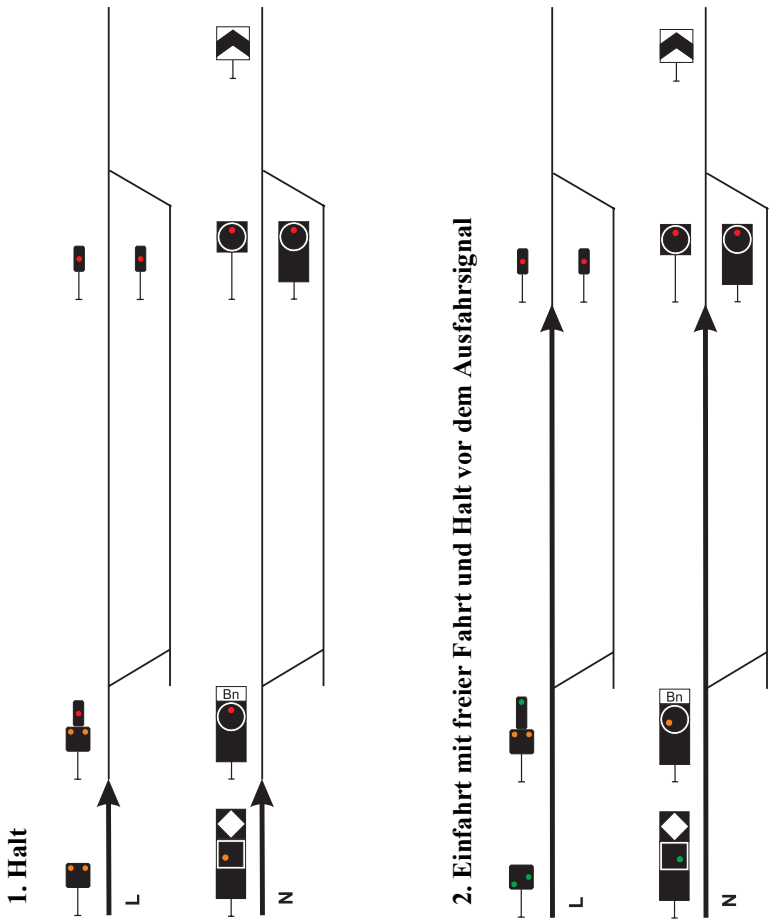 1. Halt
Bn
L
N
2. Einfahrt mit freier Fahrt und Halt vor dem Ausfahrsignal
Bn
L
N